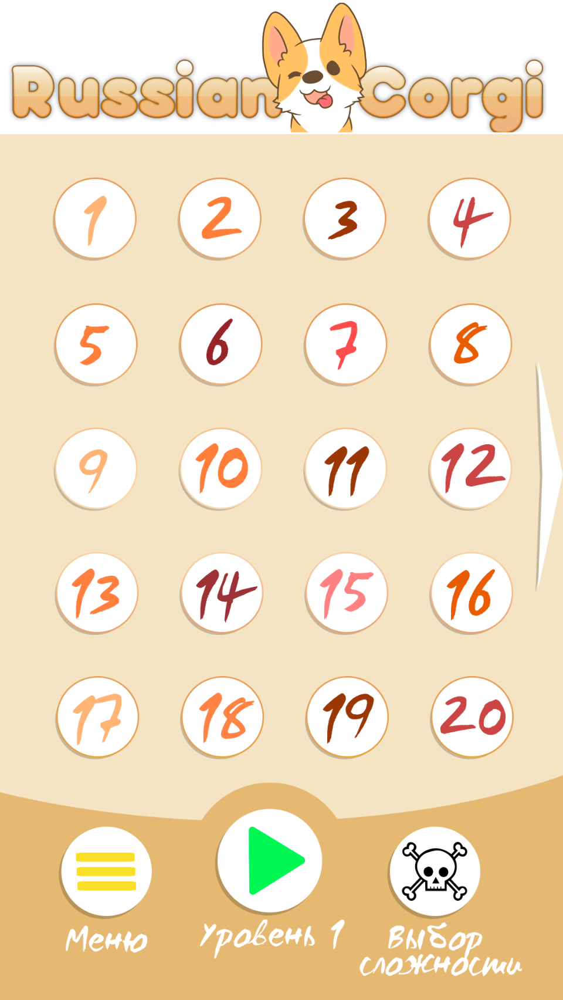 Russian Corgi
1 2 3 4
5 6 7 8
9 10 11 12
13 14 15 16
17 18 19 20
Меню
Уровень 1
Выбор
сложности